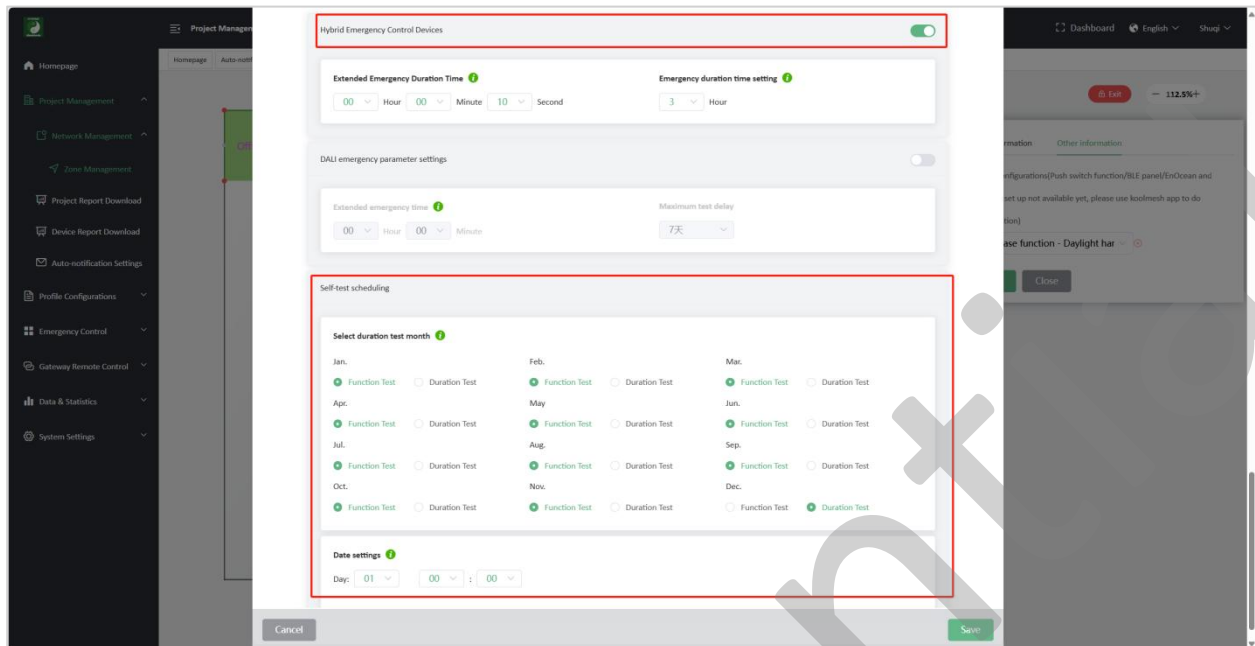 Project Managen
Dashboard
English
Shuqi
Homepage
Project Management
Network Management
Zone Management
Project Report Download
Device Report Download
Auto-notification Settings
Profile Configurations
Emergency Control
Gateway Remote Control
Data & Statistics
System Settings
Homepage
Auto-notif
Off
Hybrid Emergency Control Devices
Extended Emergency Duration Time
00 Hour 00 Minute 10 Second
Emergency duration time setting
3 Hour
DALI emergency parameter settings
Extended emergency time
00 Hour 00 Minute
Maximum test delay
7天
Self-test scheduling
Select duration test month
Jan. Feb. Mar.
Function Test Duration Test Function Test Duration Test Function Test Duration Test
Apr. May Jun.
Function Test Duration Test Function Test Duration Test Function Test Duration Test
Jul. Aug. Sep.
Function Test Duration Test Function Test Duration Test Function Test Duration Test
Oct. Nov. Dec.
Function Test Duration Test Function Test Duration Test Function Test Duration Test
Date settings
Day: 01 00 : 00
Cancel
Save
Exit
— 112.5%+
rmation
Other information
onfigurations(Push switch function/BLE panel/EnOcean and
set up not available yet, please use koolmesh app to do
tion)
ase function - Daylight har
Close